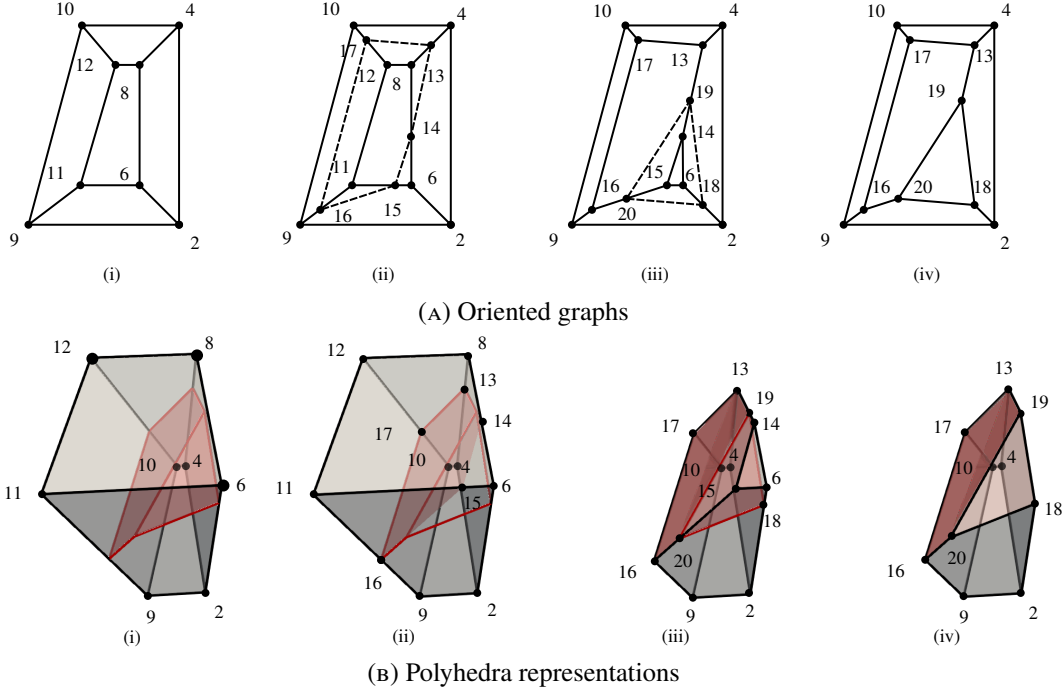 10 4 10 4 10 4 10 4
12 17 12 13 17 13 17 13
8 8 19 19
14 14
11 6 11 6 15 6
16 15 16 20 18 16 20 18
9 2 9 2 9 2 9 2
(i) (ii) (iii) (iv)
(A) Oriented graphs
12 8 12 8 13 13
13 19 19
17 14 17 14 17
10 4 10 4 10 4 10 4
11 6 11 15 6 15 6
18 18
16 16 20 16 20
9 2 9 2 9 2 9 2
(i) (ii) (iii) (iv)
(B) Polyhedra representations